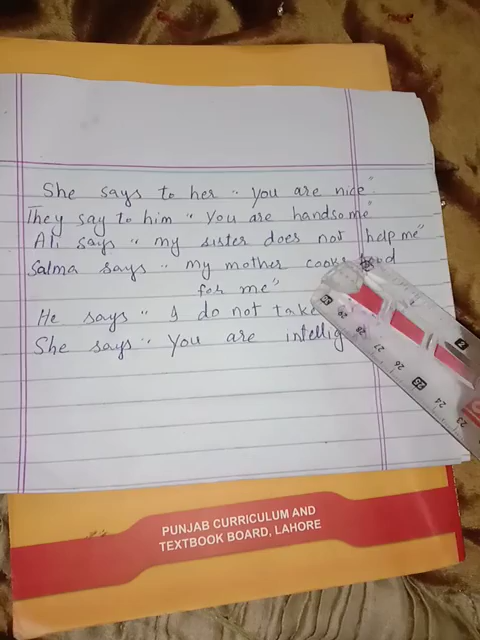 She says to her " You are nice"
They say to him " You are handsome"
Ali says " my sister does not help me"
Salma says " My mother cooks food
for me"
He says " I do not take
She says " You are
PUNJAB CURRICULUM AND
TEXTBOOK BOARD, LAHORE